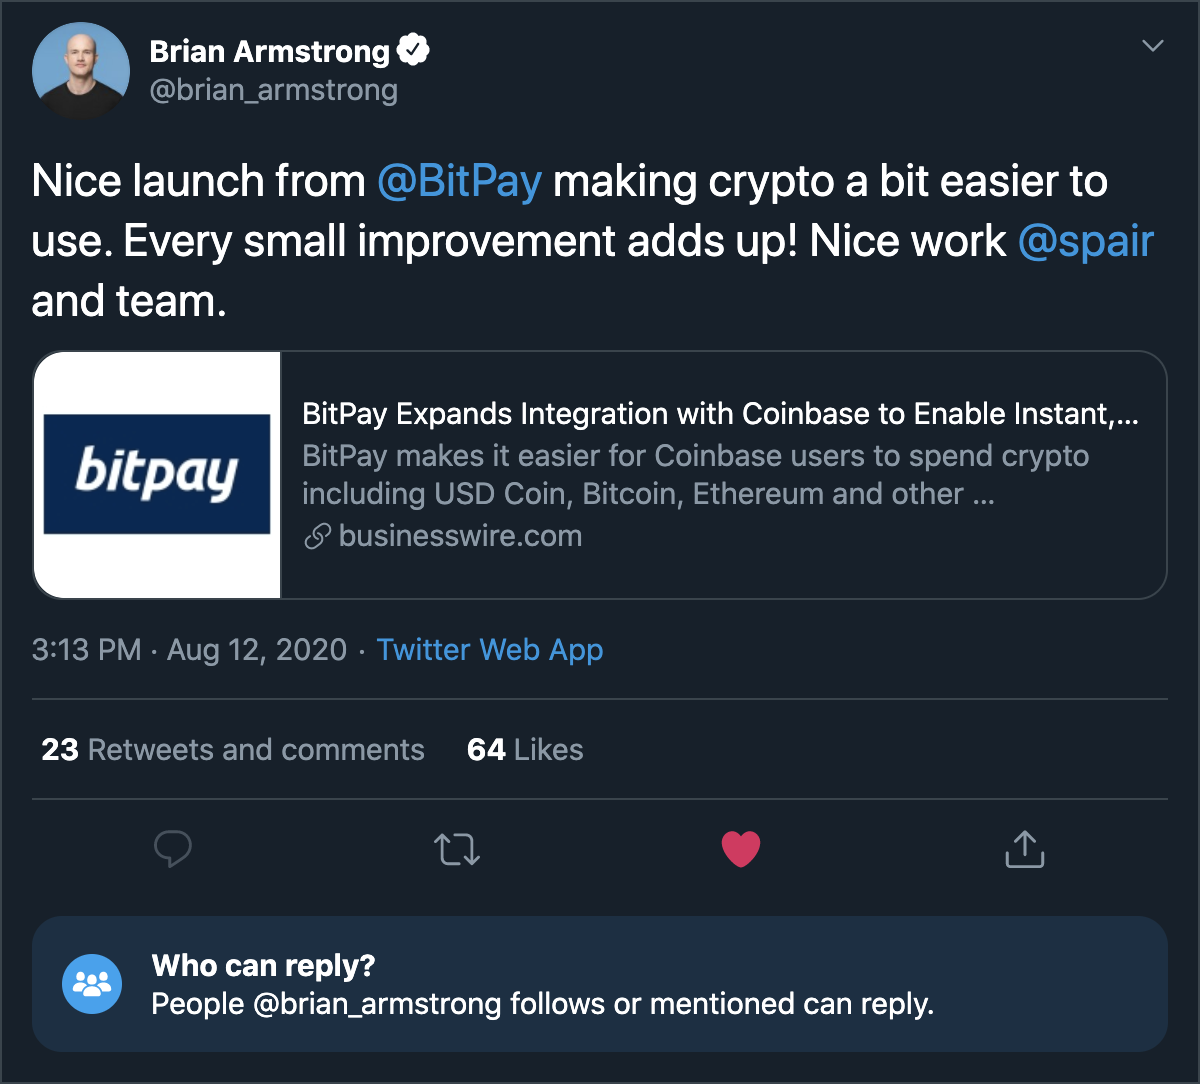 Brian Armstrong
@brian_armstrong
Nice launch from @BitPay making crypto a bit easier to
use. Every small improvement adds up! Nice work @spair
and team.
bitpay
BitPay Expands Integration with Coinbase to Enable Instant,...
BitPay makes it easier for Coinbase users to spend crypto
including USD Coin, Bitcoin, Ethereum and other ...
businesswire.com
3:13 PM · Aug 12, 2020 · Twitter Web App
23 Retweets and comments 64 Likes
Who can reply?
People @brian_armstrong follows or mentioned can reply.